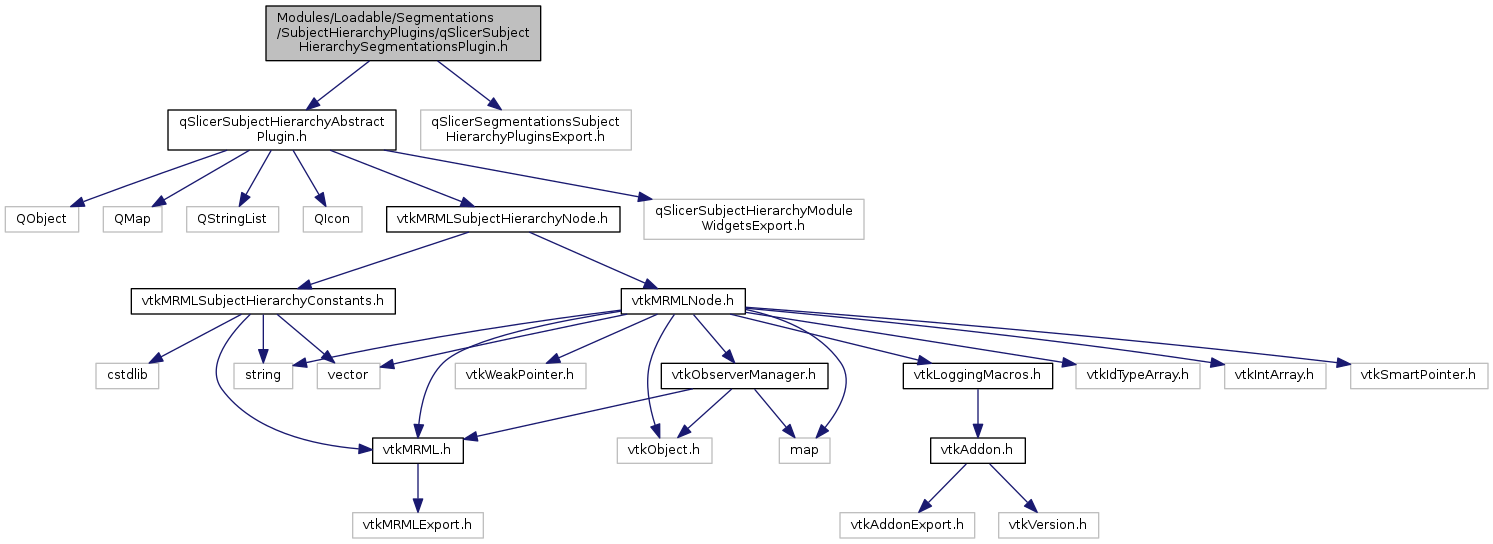 Modules/Loadable/Segmentations
/SubjectHierarchyPlugins/qSlicerSubject
HierarchySegmentationsPlugin.h
qSlicerSubjectHierarchyAbstract
Plugin.h
qSlicerSegmentationsSubject
HierarchyPluginsExport.h
QObject
QMap
QStringList
QIcon
vtkMRMLSubjectHierarchyNode.h
qSlicerSubjectHierarchyModule
WidgetsExport.h
vtkMRMLSubjectHierarchyConstants.h
vtkMRMLNode.h
cstdlib
string
vector
vtkWeakPointer.h
vtkObserverManager.h
vtkLoggingMacros.h
vtkIdTypeArray.h
vtkIntArray.h
vtkSmartPointer.h
vtkMRML.h
vtkObject.h
map
vtkAddon.h
vtkMRMLExport.h
vtkAddonExport.h
vtkVersion.h